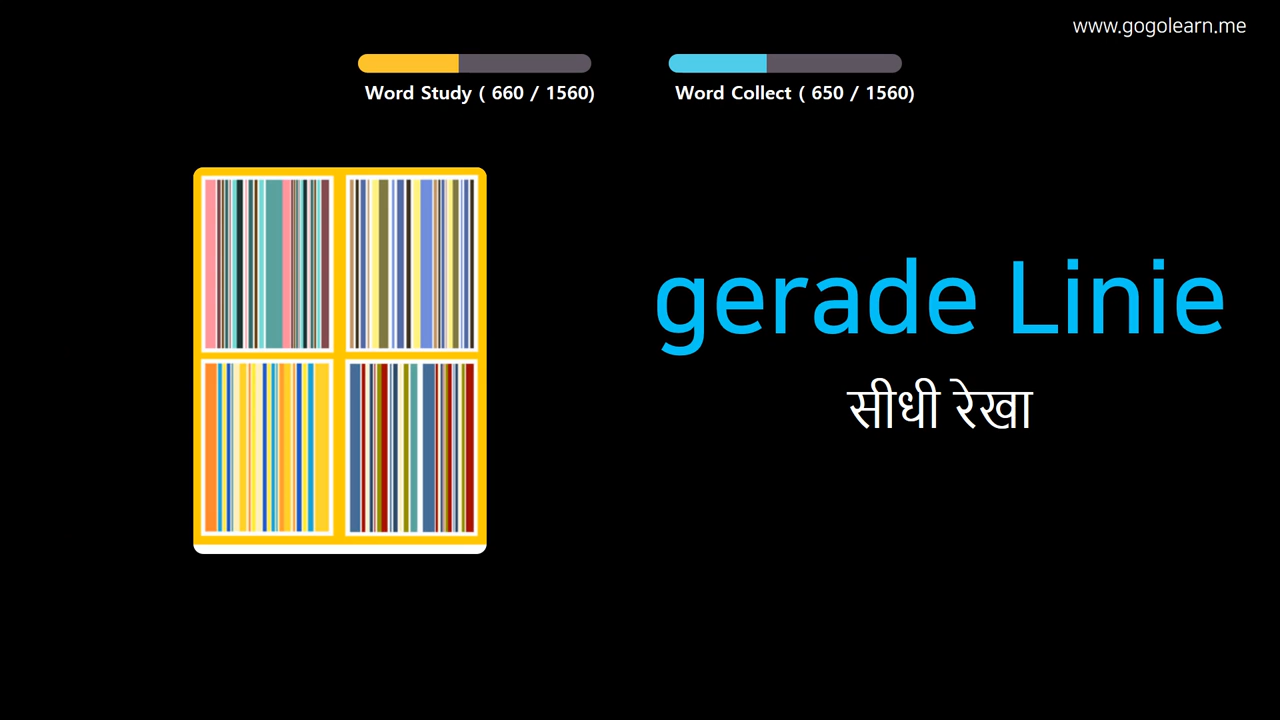 www.gogolearn.me
Word Study ( 660 / 1560)
Word Collect ( 650 / 1560)
gerade Linie
सीधी रेखा